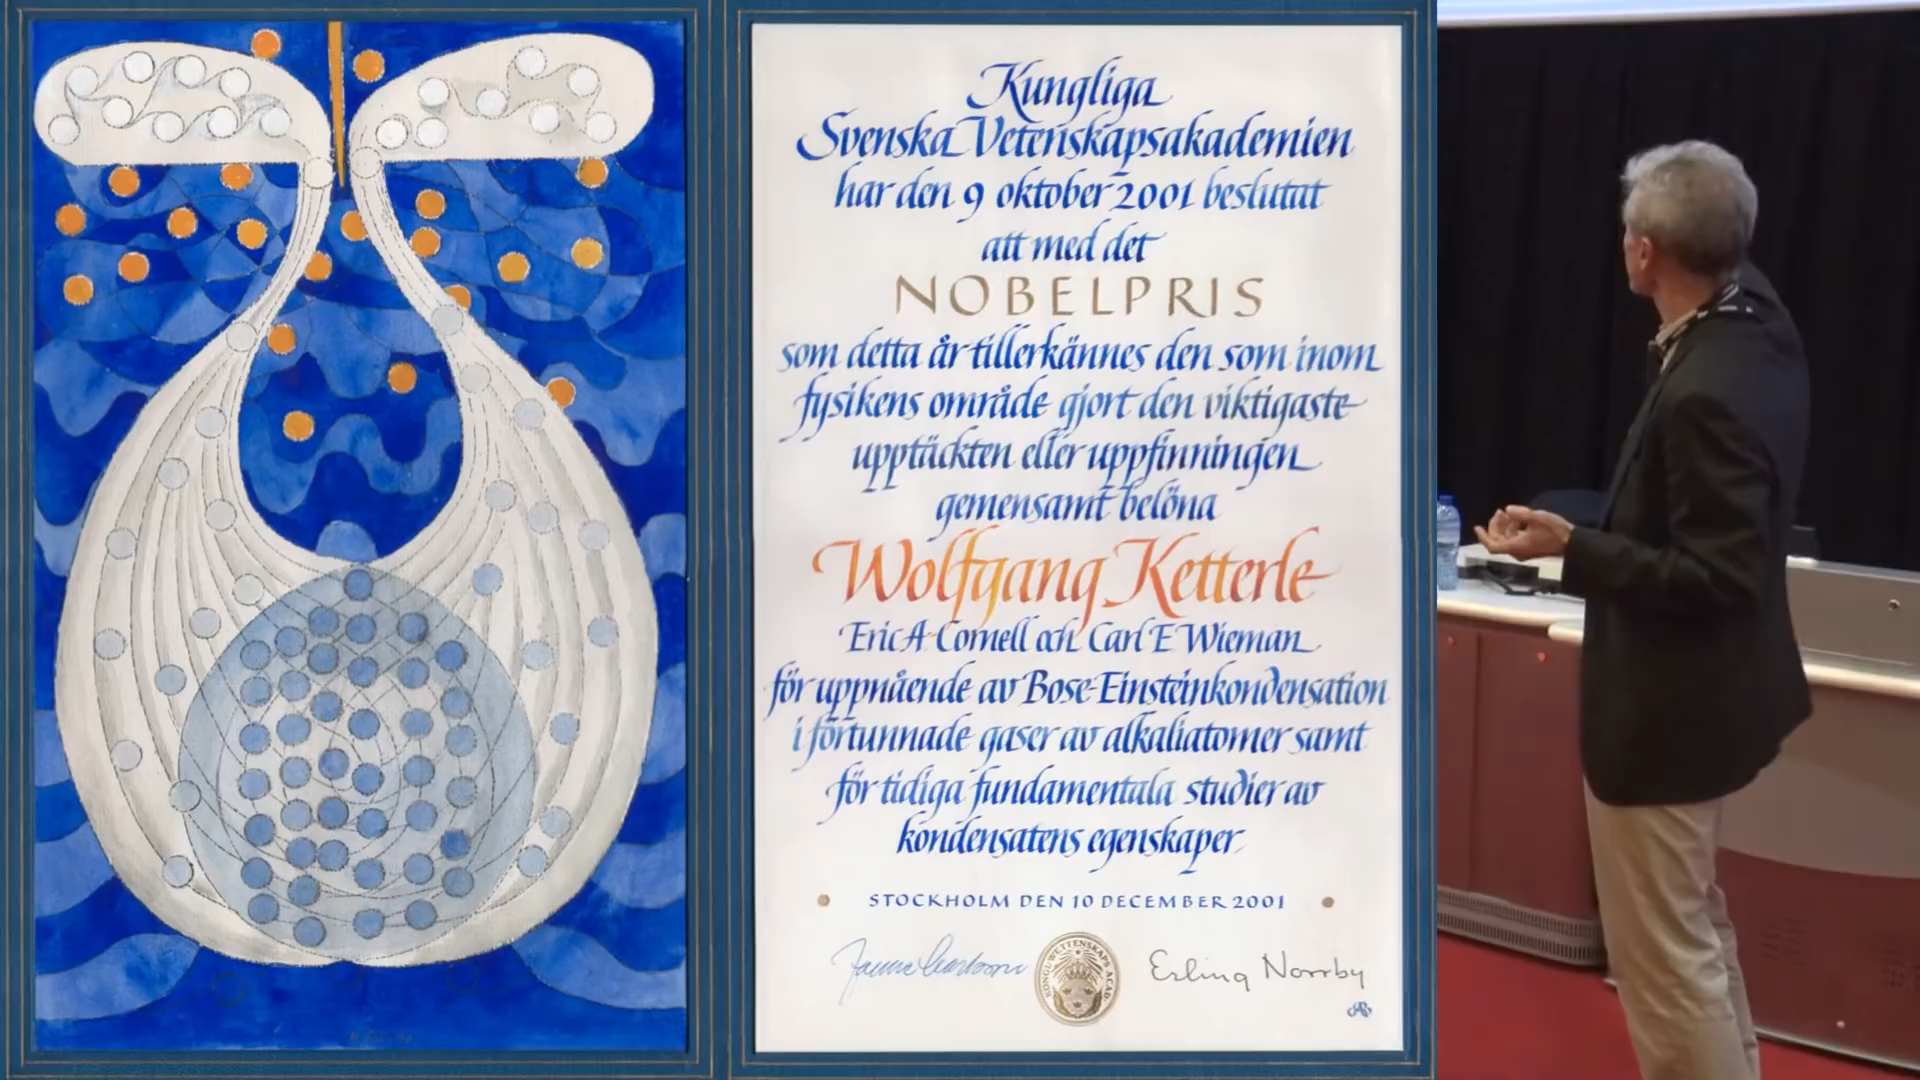 Kungliga
Svenska Vetenskapsakademien
har den 9 oktober 2001 beslutat
att med det
NOBELPRIS
som detta år tillerkännes den som inom
fysikens område gjort den viktigaste
upptäckten eller uppfinningen
gemensamt belöna
Wolfgang Ketterle
Eric A Cornell och Carl E Wieman
för uppnående av Bose-Einsteinkondensation
i förtunnade gaser av alkaliatomer samt
för tidiga fundamentala studier av
kondensatens egenskaper.
STOCKHOLM DEN 10 DECEMBER 2001
Erling Norrby